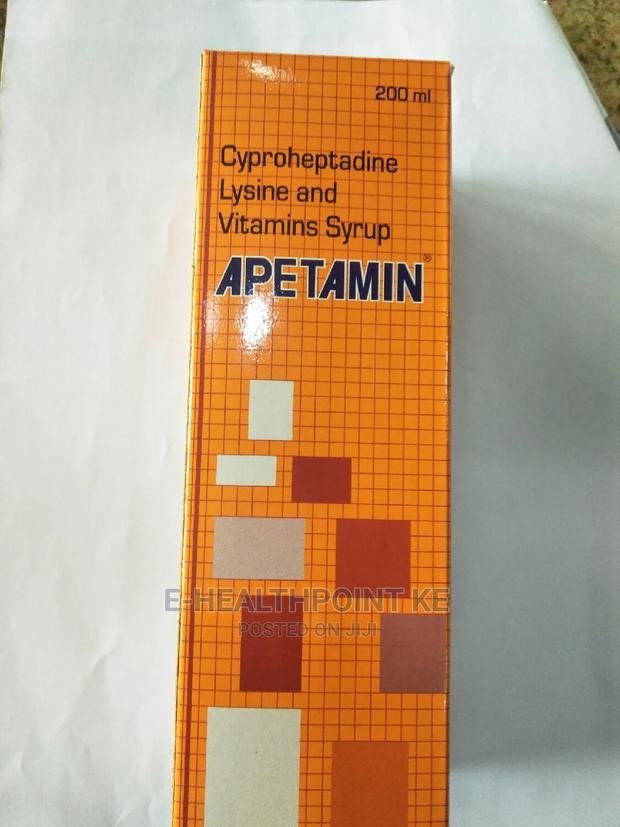 200 ml
Cyproheptadine
Lysine and
Vitamins Syrup
APETAMIN®
E-HEALTHPOINT KE
POSTED ON JIJI